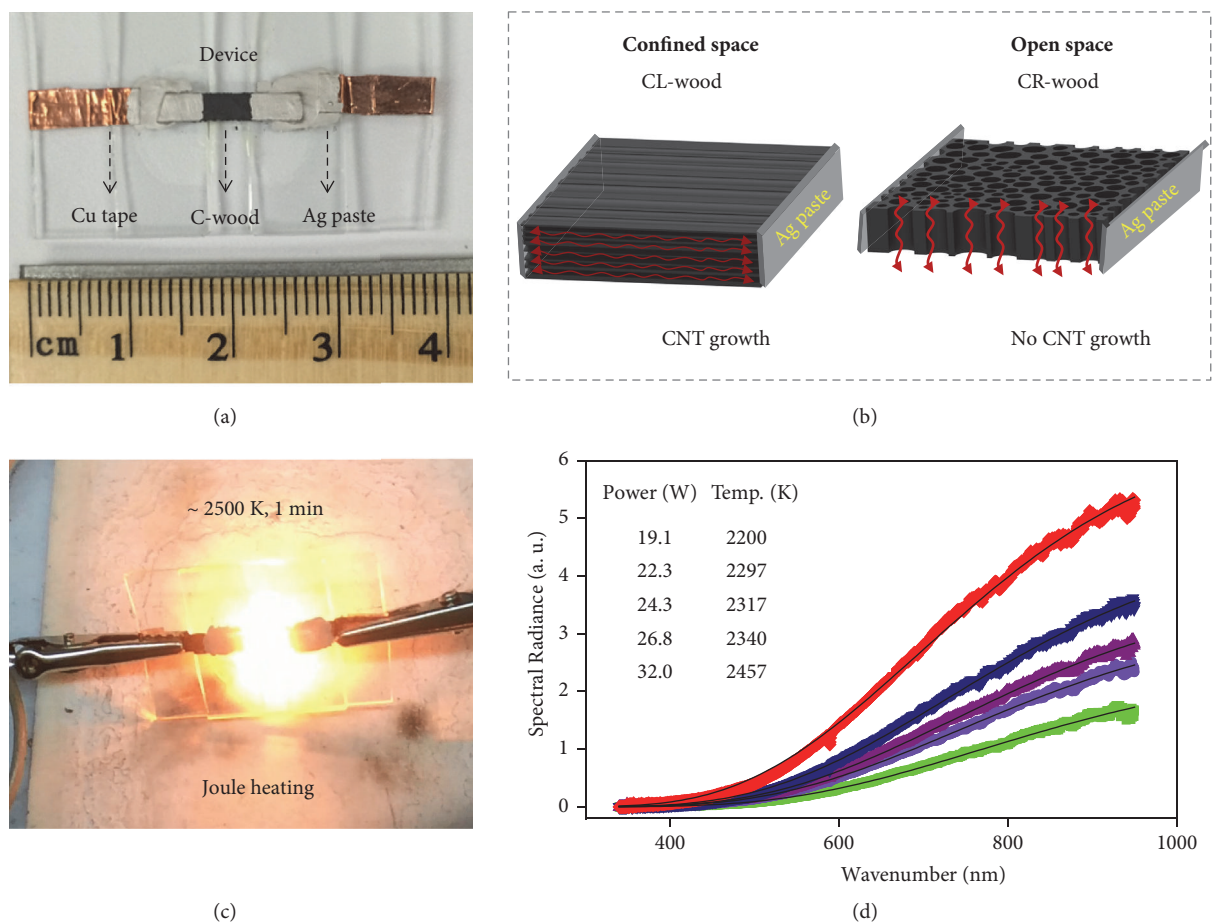 Device
Cu tape
C-wood
Ag paste
cm 1 2 3 4
(a)
Confined space
Open space
CL-wood
CR-wood
Ag paste
Ag paste
CNT growth
No CNT growth
(b)
~ 2500 K, 1 min
Joule heating
(c)
6
5
4
3
2
1
0
Spectral Radiance (a. u.)
Power (W) Temp. (K)
19.1 2200
22.3 2297
24.3 2317
26.8 2340
32.0 2457
400 600 800 1000
Wavenumber (nm)
(d)